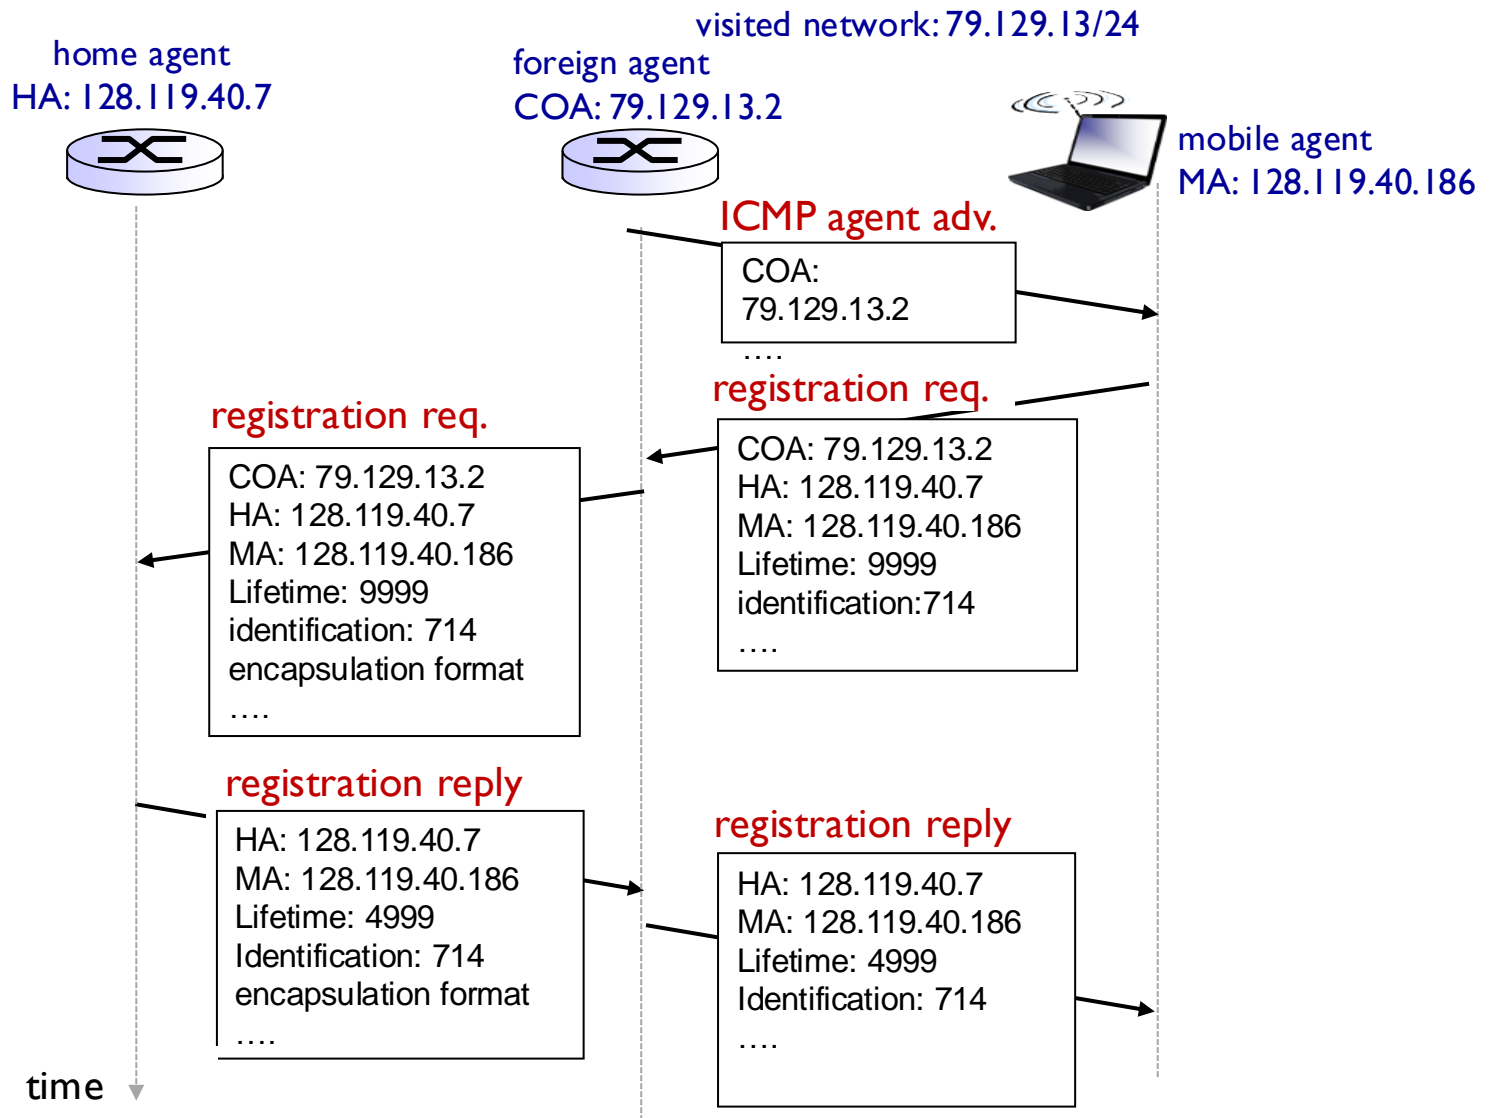 visited network: 79.129.13/24
home agent
HA: 128.119.40.7
foreign agent
COA: 79.129.13.2
mobile agent
MA: 128.119.40.186
ICMP agent adv.
COA:
79.129.13.2
….
registration req.
COA: 79.129.13.2
HA: 128.119.40.7
MA: 128.119.40.186
Lifetime: 9999
identification:714
….
registration req.
COA: 79.129.13.2
HA: 128.119.40.7
MA: 128.119.40.186
Lifetime: 9999
identification: 714
encapsulation format
….
registration reply
HA: 128.119.40.7
MA: 128.119.40.186
Lifetime: 4999
Identification: 714
encapsulation format
….
registration reply
HA: 128.119.40.7
MA: 128.119.40.186
Lifetime: 4999
Identification: 714
….
time